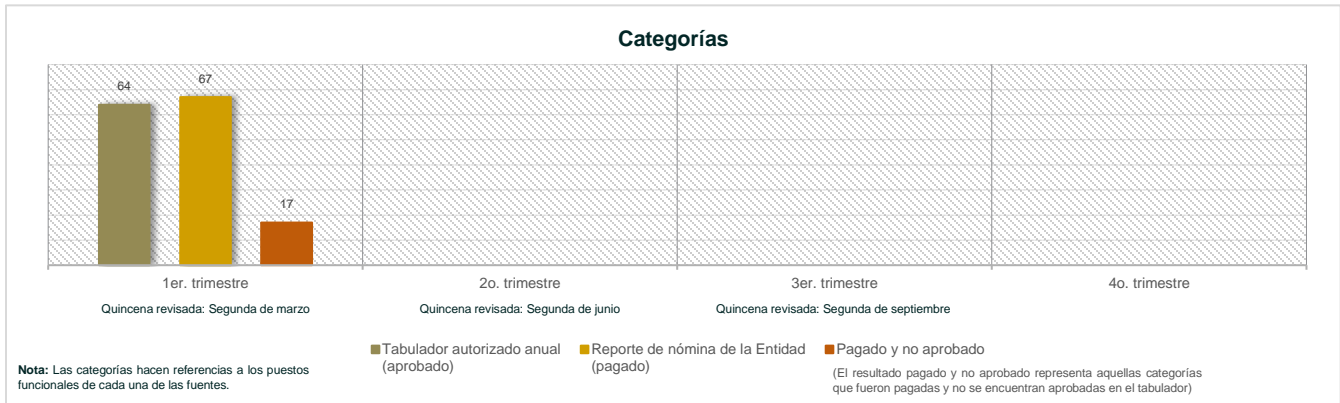 Categorías
64
67
17
1er. trimestre
2o. trimestre
3er. trimestre
4o. trimestre
Quincena revisada: Segunda de marzo
Quincena revisada: Segunda de junio
Quincena revisada: Segunda de septiembre
Tabulador autorizado anual
(aprobado)
Reporte de nómina de la Entidad
(pagado)
Pagado y no aprobado
(El resultado pagado y no aprobado representa aquellas categorías
que fueron pagadas y no se encuentran aprobadas en el tabulador)
Nota: Las categorías hacen referencias a los puestos
funcionales de cada una de las fuentes.